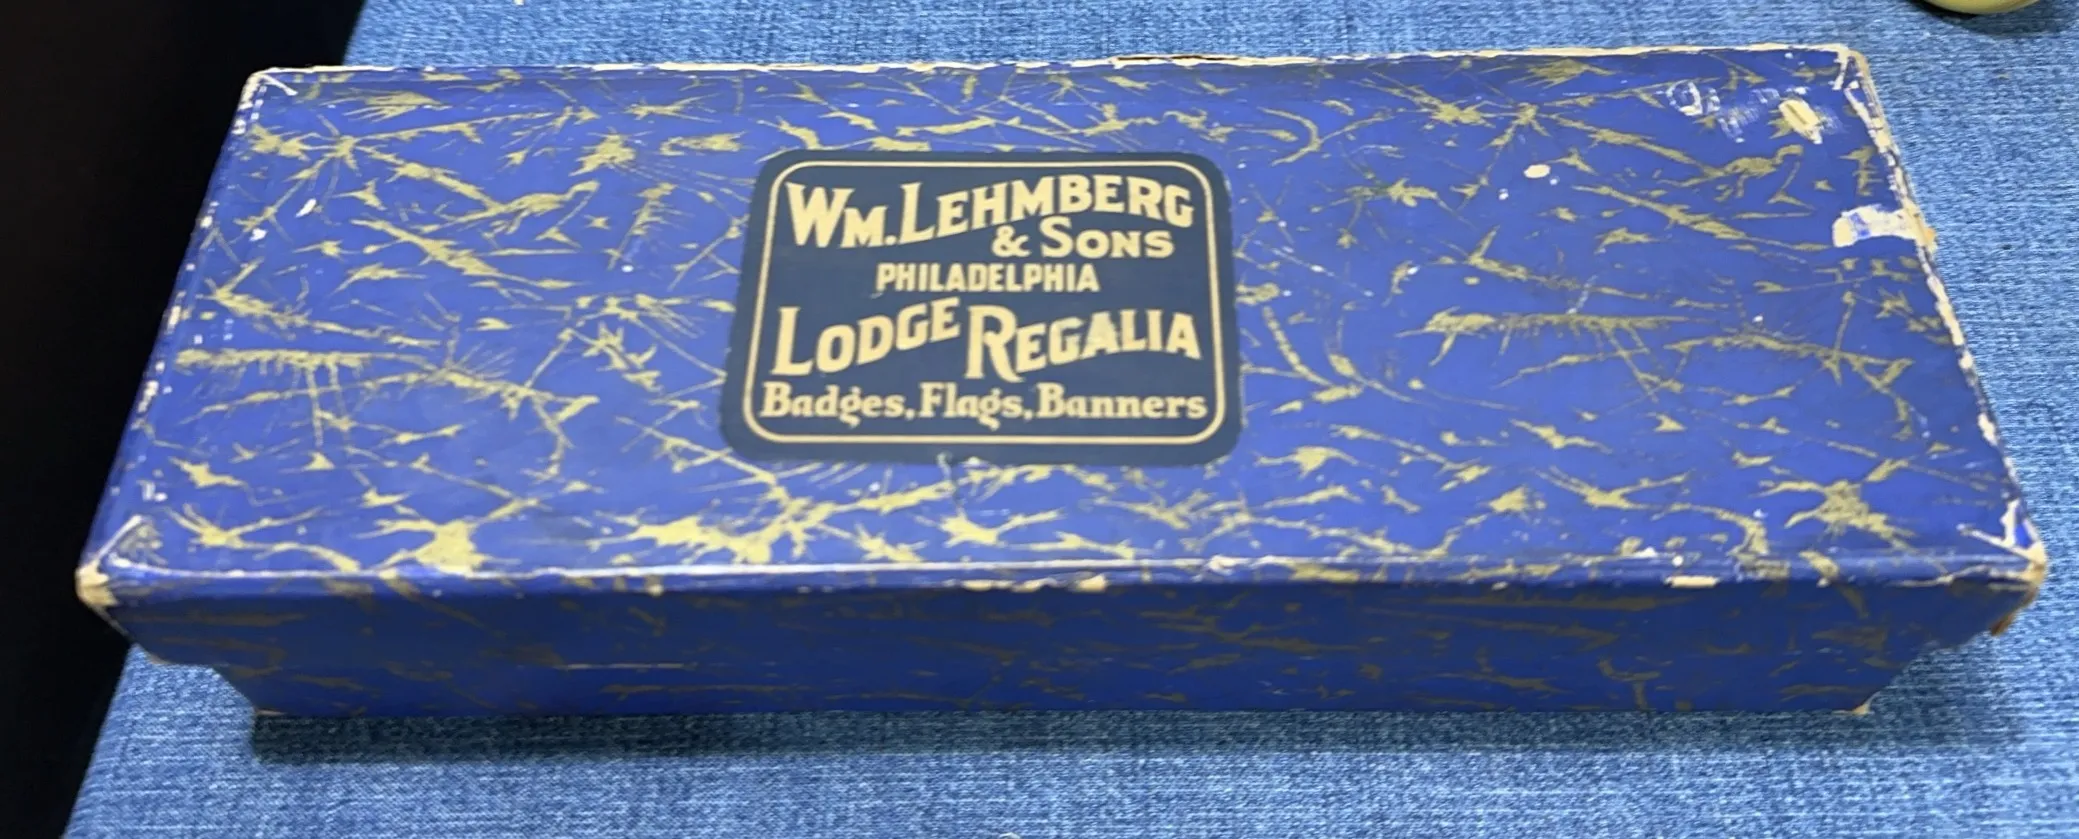 WM. LEHMBERG
& SONS
PHILADELPHIA
LODGE REGALIA
Badges, Flags, Banners